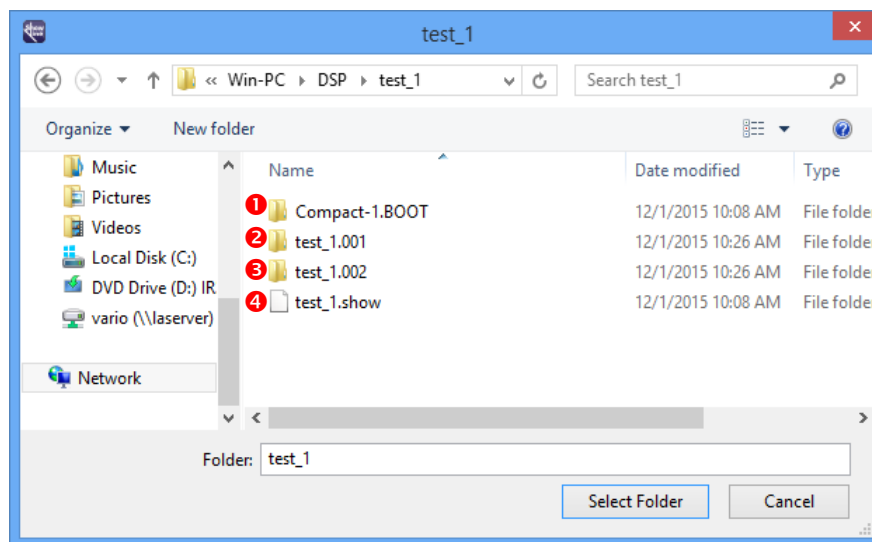 test_1
« Win-PC DSP test_1 Search test_1
Organize New folder
Name Date modified Type
Music
Pictures
Videos
Local Disk (C:)
DVD Drive (D:) IR
vario (\\laserver)
Network
1 Compact-1.BOOT 12/1/2015 10:08 AM File folde
2 test_1.001 12/1/2015 10:26 AM File folde
3 test_1.002 12/1/2015 10:26 AM File folde
4 test_1.show 12/1/2015 10:08 AM File folde
Folder: test_1
Select Folder Cancel